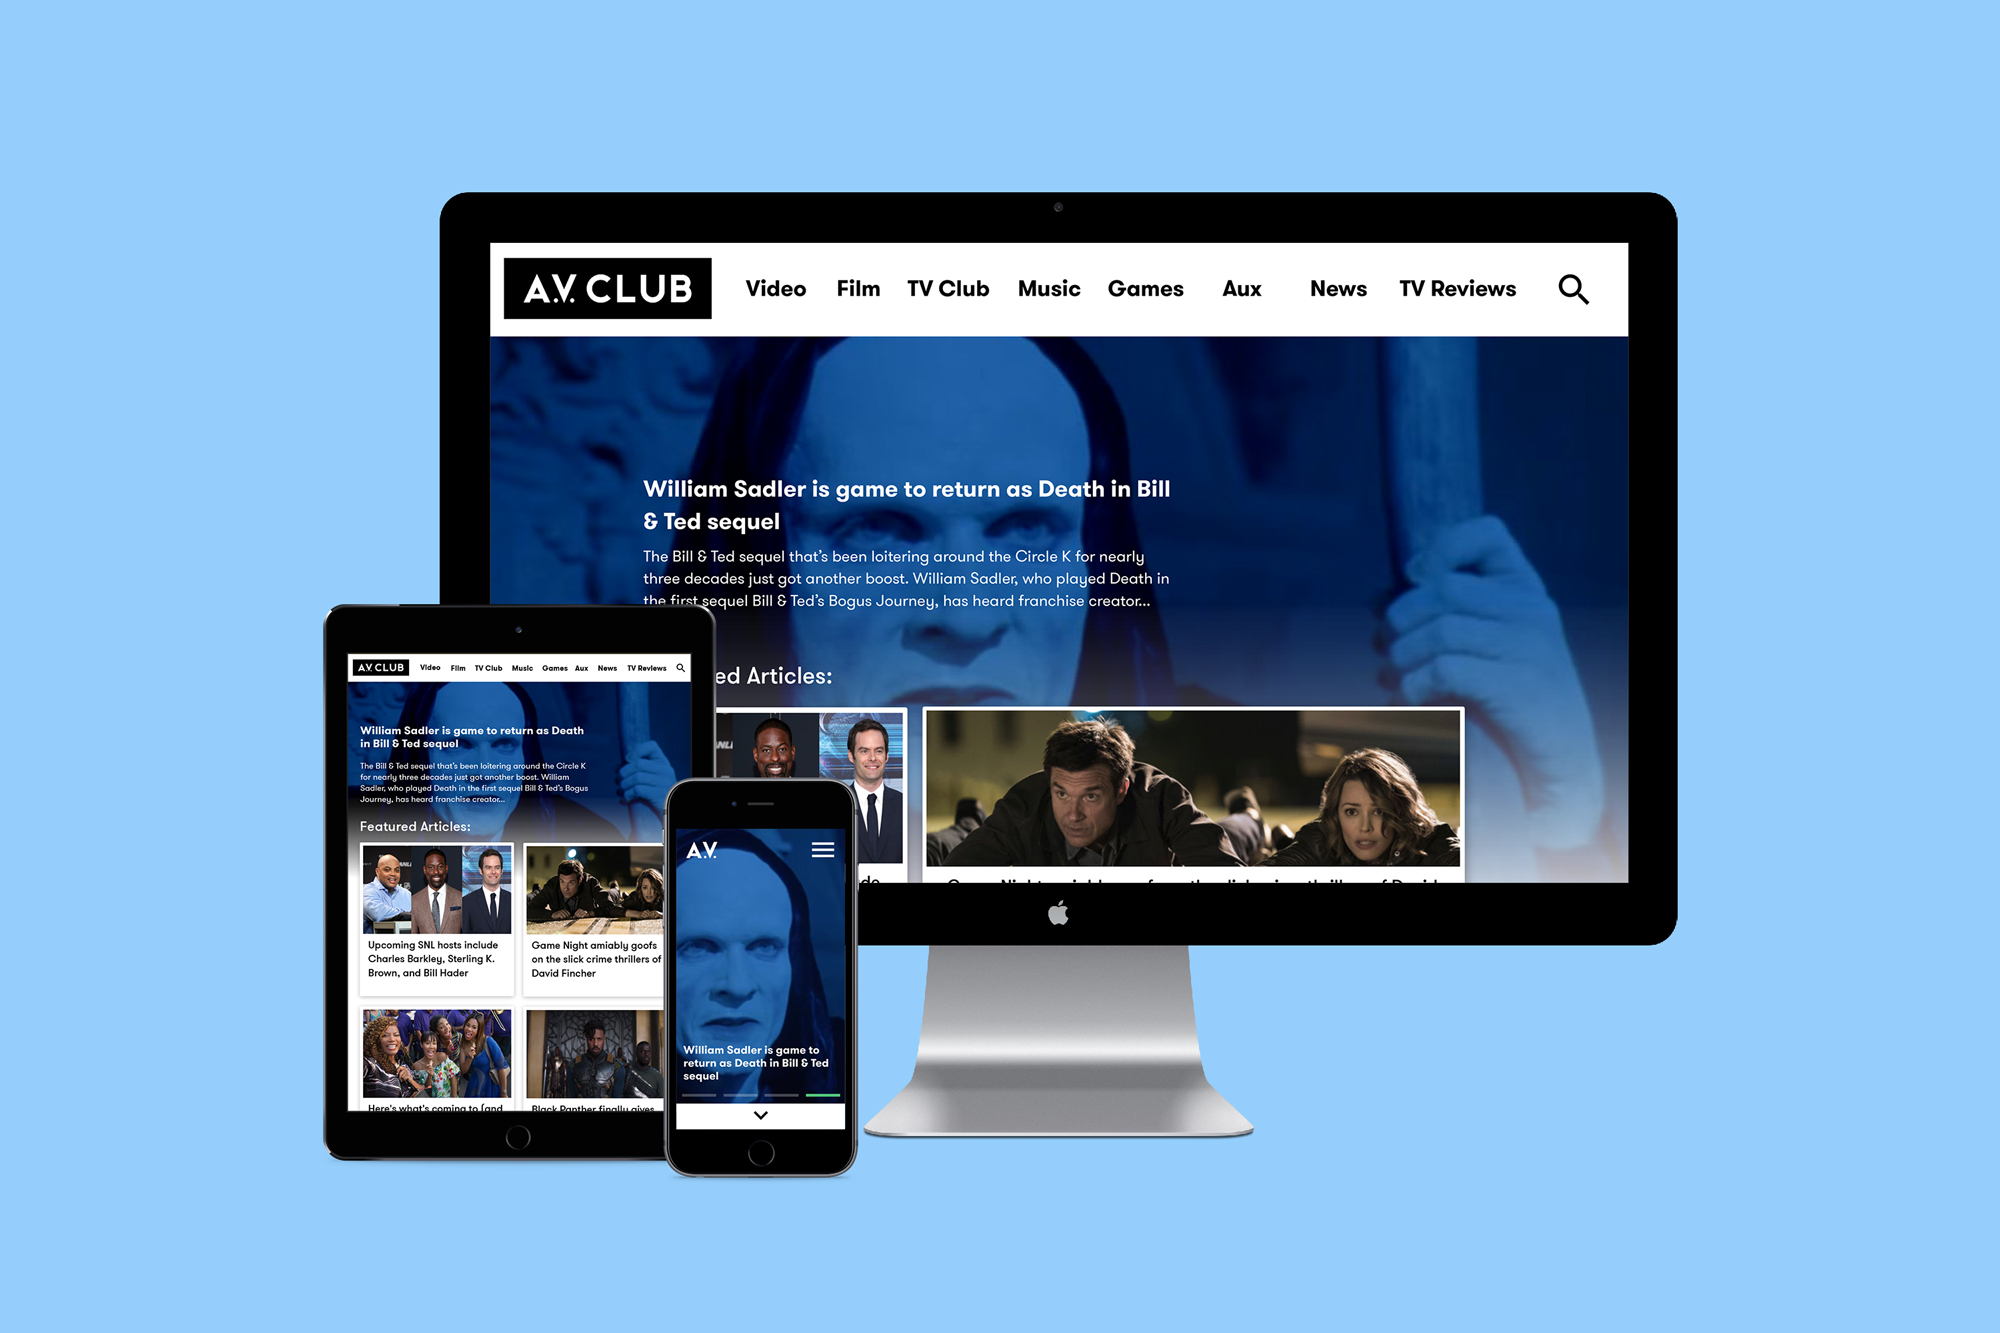 A.V. CLUB
Video Film TV Club Music Games Aux News TV Reviews
William Sadler is game to return as Death in Bill
& Ted sequel
The Bill & Ted sequel that's been loitering around the Circle K for nearly
three decades just got another boost. William Sadler, who played Death in
the first sequel Bill & Ted's Bogus Journey, has heard franchise creator...
ed Articles:
A.V. CLUB
Video Film TV Club Music Games Aux News TV Reviews
William Sadler is game to return as Death
in Bill & Ted sequel
The Bill & Ted sequel that's been loitering around the Circle K
for nearly three decades just got another boost. William
Sadler, who played Death in the first sequel Bill & Ted's Bogus
Journey, has heard franchise creator...
Featured Articles:
Upcoming SNL hosts include
Charles Barkley, Sterling K.
Brown, and Bill Hader
Game Night amiably goofs
on the slick crime thrillers of
David Fincher
Here's what's coming to (and
Black Panther finally gives
A.V.
William Sadler is game to
return as Death in Bill & Ted
sequel